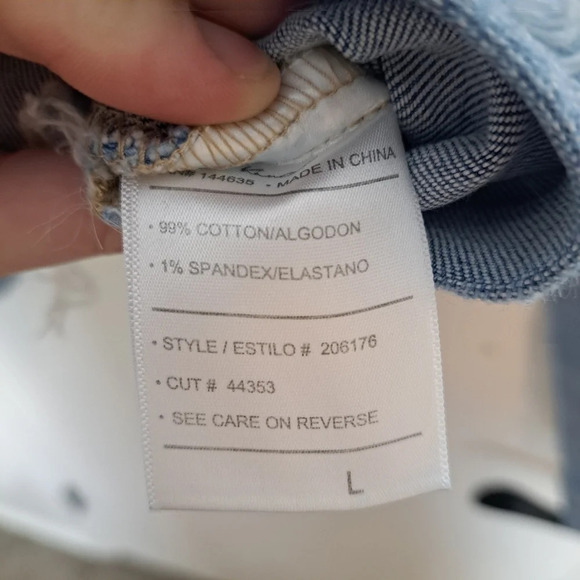 # 144635 • MADE IN CHINA
• 99% COTTON/ALGODON
• 1% SPANDEX/ELASTANO
• STYLE / ESTILO # 206176
• CUT # 44353
• SEE CARE ON REVERSE
L